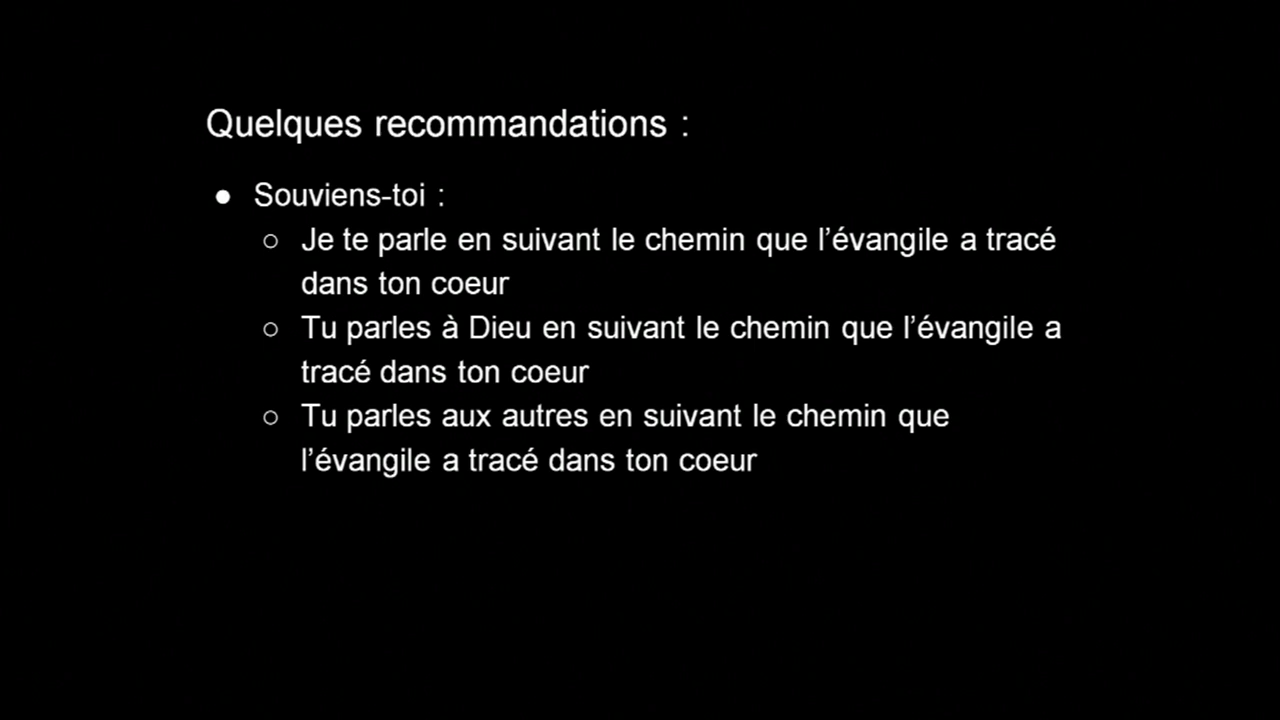 Quelques recommandations :
● Souviens-toi :
○ Je te parle en suivant le chemin que l’évangile a tracé
dans ton coeur
○ Tu parles à Dieu en suivant le chemin que l’évangile a
tracé dans ton coeur
○ Tu parles aux autres en suivant le chemin que
l’évangile a tracé dans ton coeur